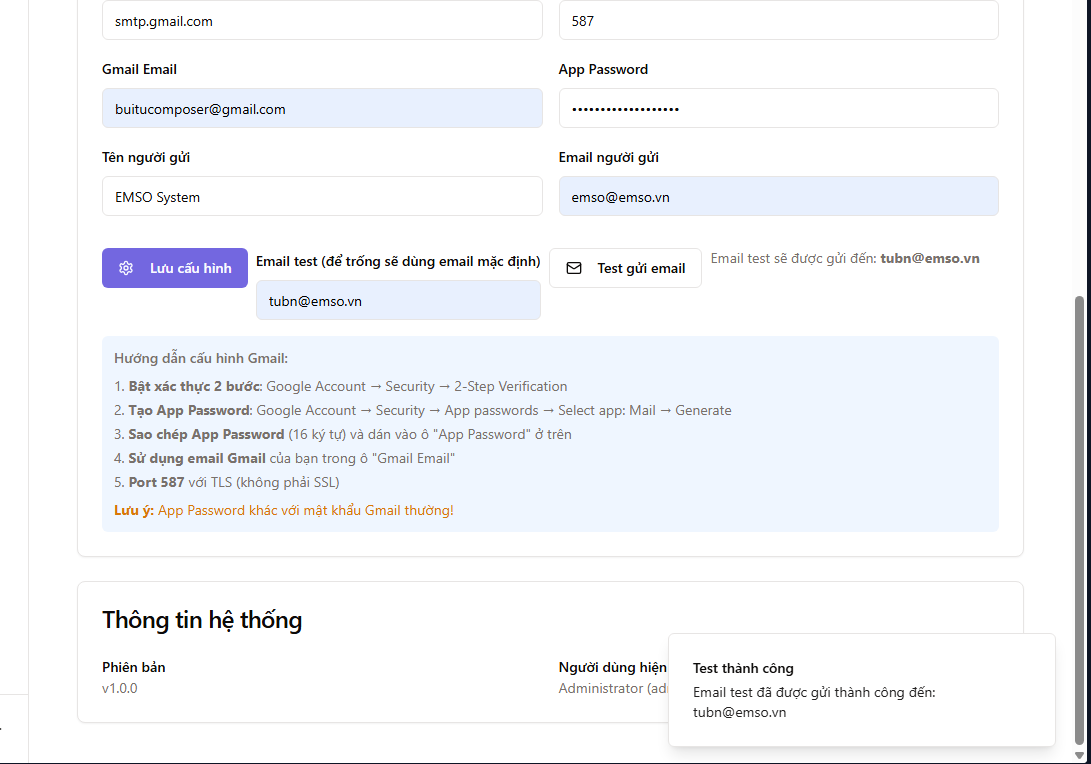 smtp.gmail.com
587
Gmail Email
App Password
buitucomposer@gmail.com
•••••••••••••••••••
Tên người gửi
Email người gửi
EMSO System
emso@emso.vn
Lưu cấu hình
Email test (để trống sẽ dùng email mặc định)
tubn@emso.vn
Test gửi email
Email test sẽ được gửi đến: tubn@emso.vn
Hướng dẫn cấu hình Gmail:
1. Bật xác thực 2 bước: Google Account → Security → 2-Step Verification
2. Tạo App Password: Google Account → Security → App passwords → Select app: Mail → Generate
3. Sao chép App Password (16 ký tự) và dán vào ô "App Password" ở trên
4. Sử dụng email Gmail của bạn trong ô "Gmail Email"
5. Port 587 với TLS (không phải SSL)
Lưu ý: App Password khác với mật khẩu Gmail thường!
Thông tin hệ thống
Phiên bản
v1.0.0
Người dùng hiện
Administrator (ad
Test thành công
Email test đã được gửi thành công đến:
tubn@emso.vn